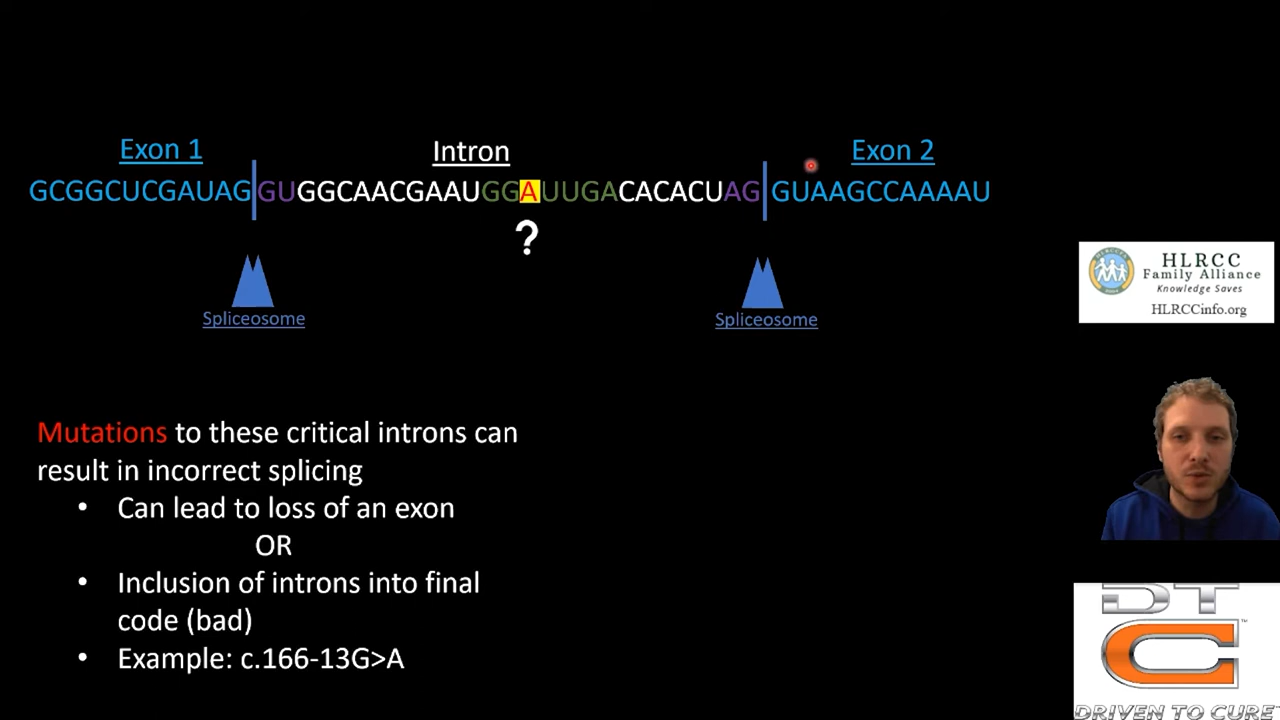 Exon 1
Intron
Exon 2
GCGGCUCGAUAGGUGGCAACGAAUGGAUUGACACACUAGGUAAGCCAAAAU
?
Spliceosome
Spliceosome
HLRCC
Family Alliance
Knowledge Saves
HLRCCinfo.org
Mutations to these critical introns can
result in incorrect splicing
• Can lead to loss of an exon
OR
• Inclusion of introns into final
code (bad)
• Example: c.166-13G>A
DTC™
DRIVEN TO CURE